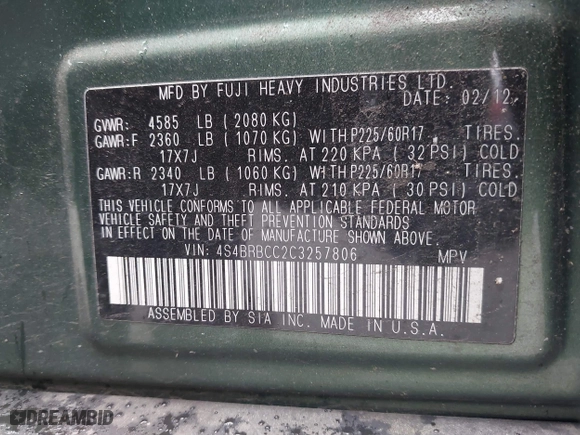 MFD BY FUJI HEAVY INDUSTRIES LTD.
DATE: 02/12
GVWR: 4585 LB ( 2080 KG)
GAWR:F 2360 LB ( 1070 KG) WITH P225/60R17 . TIRES.
17X7J RIMS. AT 220 KPA ( 32 PSI) COLD
GAWR:R 2340 LB ( 1060 KG) WITH P225/60R17 . TIRES.
17X7J RIMS. AT 210 KPA ( 30 PSI) COLD
THIS VEHICLE CONFORMS TO ALL APPLICABLE FEDERAL MOTOR
VEHICLE SAFETY AND THEFT PREVENTION STANDARDS
IN EFFECT ON THE DATE OF MANUFACTURE SHOWN ABOVE.
VIN: 4S4BRBCC2C3257806 MPV
ASSEMBLED BY SIA INC. MADE IN U.S.A.
DREAMBID